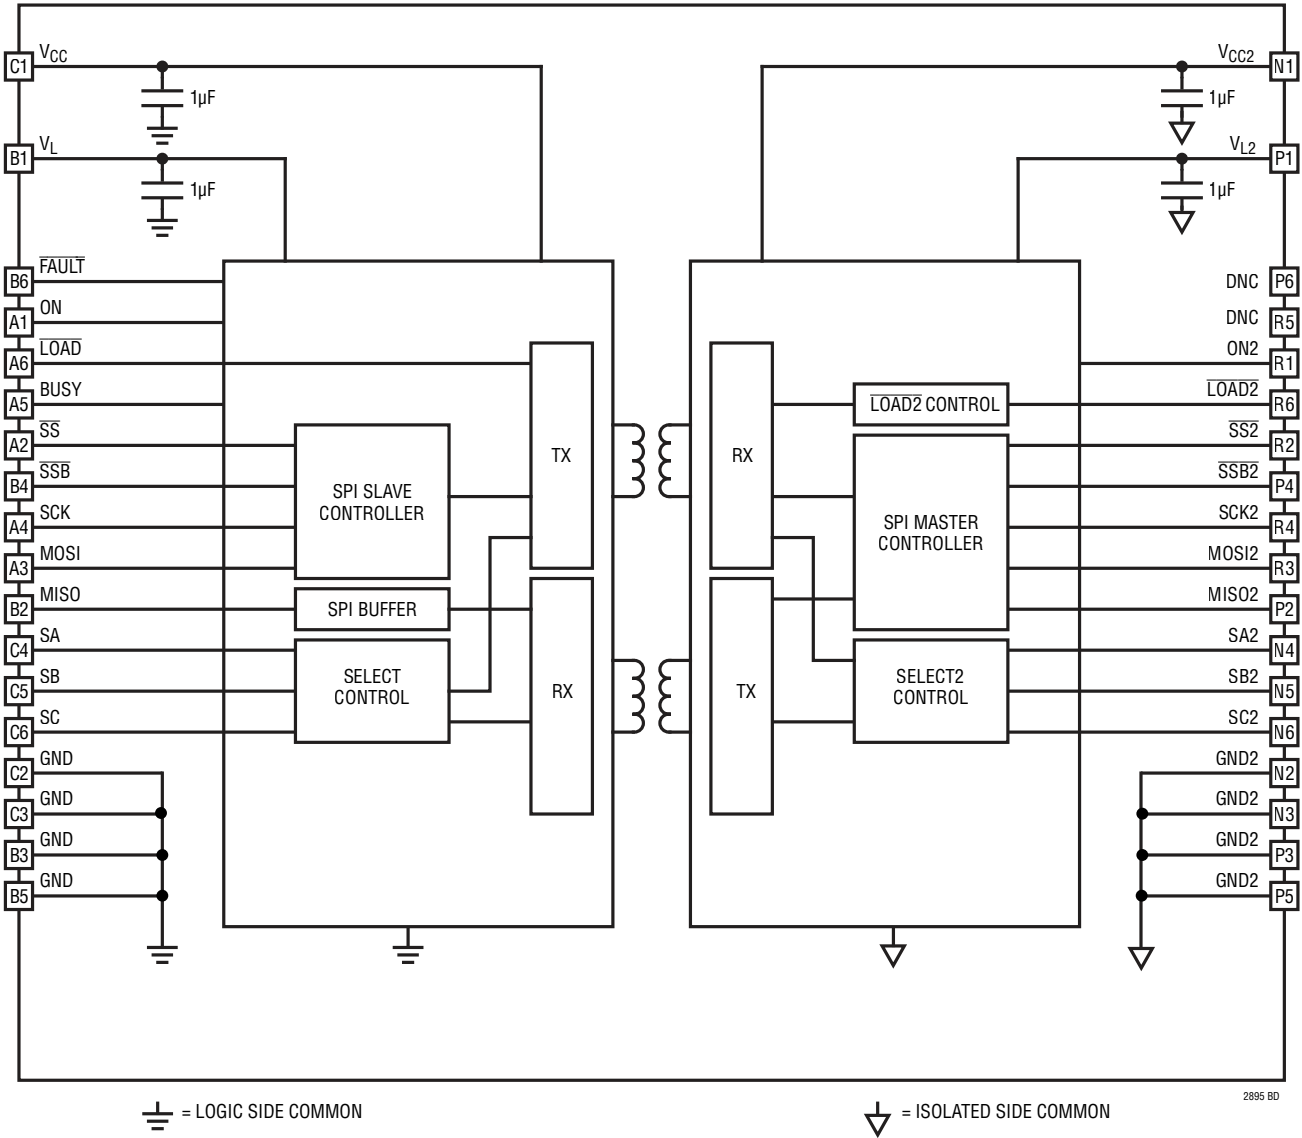 C1 VCC
1µF
B1 VL
1µF
B6 FAULT
A1 ON
A6 LOAD
A5 BUSY
A2 SS
B4 SSB
A4 SCK
A3 MOSI
B2 MISO
C4 SA
C5 SB
C6 SC
C2 GND
C3 GND
B3 GND
B5 GND
SPI SLAVE
CONTROLLER
SPI BUFFER
SELECT
CONTROL
TX
RX
RX
TX
LOAD2 CONTROL
SPI MASTER
CONTROLLER
SELECT2
CONTROL
VCC2 N1
1µF
VL2 P1
1µF
DNC P6
DNC R5
ON2 R1
LOAD2 R6
SS2 R2
SSB2 P4
SCK2 R4
MOSI2 R3
MISO2 P2
SA2 N4
SB2 N5
SC2 N6
GND2 N2
GND2 N3
GND2 P3
GND2 P5
2895 BD
= LOGIC SIDE COMMON
= ISOLATED SIDE COMMON